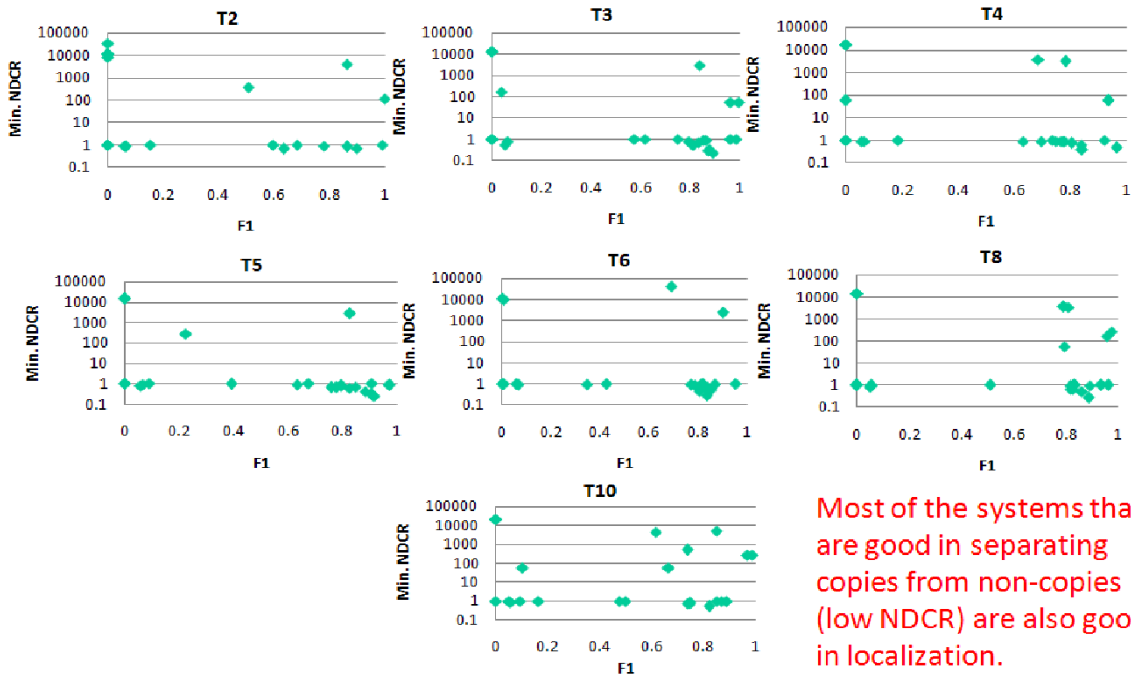 T2
100000
10000
1000
100
10
1
0.1
Min. NDCR
0 0.2 0.4 0.6 0.8 1
F1
T3
100000
10000
1000
100
10
1
0.1
Min. NDCR
0 0.2 0.4 0.6 0.8 1
F1
T4
100000
10000
1000
100
10
1
0.1
Min. NDCR
0 0.2 0.4 0.6 0.8 1
F1
T5
100000
10000
1000
100
10
1
0.1
Min. NDCR
0 0.2 0.4 0.6 0.8 1
F1
T6
100000
10000
1000
100
10
1
0.1
Min. NDCR
0 0.2 0.4 0.6 0.8 1
F1
T8
100000
10000
1000
100
10
1
0.1
Min. NDCR
0 0.2 0.4 0.6 0.8 1
F1
T10
100000
10000
1000
100
10
1
0.1
Min. NDCR
0 0.2 0.4 0.6 0.8 1
F1
Most of the systems tha
are good in separating
copies from non-copies
(low NDCR) are also goo
in localization.